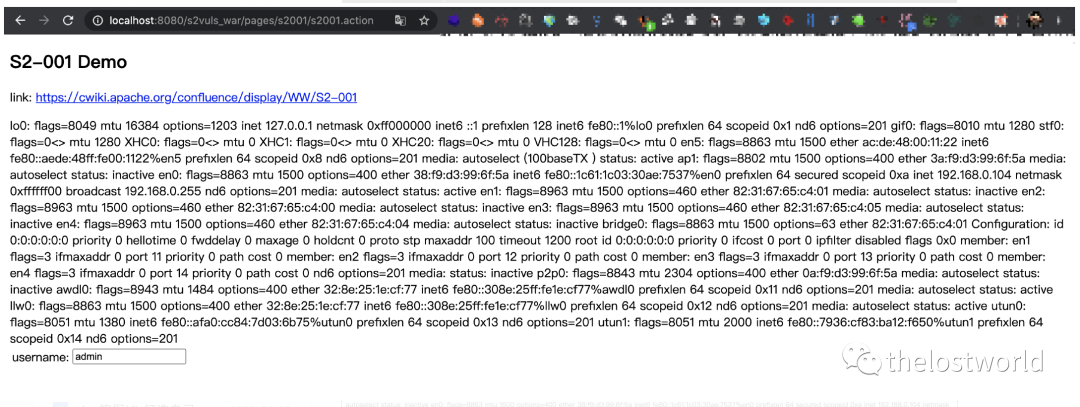 localhost:8080/s2vuls_war/pages/s2001/s2001.action
S2-001 Demo
link: https://cwiki.apache.org/confluence/display/WW/S2-001
lo0: flags=8049 mtu 16384 options=1203 inet 127.0.0.1 netmask 0xff000000 inet6 ::1 prefixlen 128 inet6 fe80::1%lo0 prefixlen 64 scopeid 0x1 nd6 options=201 gif0: flags=8010 mtu 1280 stf0:
flags=0<> mtu 1280 XHC0: flags=0<> mtu 0 XHC1: flags=0<> mtu 0 XHC20: flags=0<> mtu 0 VHC128: flags=0<> mtu 0 en5: flags=8863 mtu 1500 ether ac:de:48:00:11:22 inet6
fe80::aede:48ff:fe00:1122%en5 prefixlen 64 scopeid 0x8 nd6 options=201 media: autoselect (100baseTX ) status: active ap1: flags=8802 mtu 1500 options=400 ether 3a:f9:d3:99:6f:5a media:
autoselect status: inactive en0: flags=8863 mtu 1500 options=400 ether 38:f9:d3:99:6f:5a inet6 fe80::1c61:1c03:30ae:7537%en0 prefixlen 64 secured scopeid 0xa inet 192.168.0.104 netmask
0xffffff00 broadcast 192.168.0.255 nd6 options=201 media: autoselect status: active en1: flags=8963 mtu 1500 options=460 ether 82:31:67:65:c4:01 media: autoselect status: inactive en2:
flags=8963 mtu 1500 options=460 ether 82:31:67:65:c4:00 media: autoselect status: inactive en3: flags=8963 mtu 1500 options=460 ether 82:31:67:65:c4:05 media: autoselect status:
inactive en4: flags=8963 mtu 1500 options=460 ether 82:31:67:65:c4:04 media: autoselect status: inactive bridge0: flags=8863 mtu 1500 options=63 ether 82:31:67:65:c4:01 Configuration: id
0:0:0:0:0:0 priority 0 hellotime 0 fwddelay 0 maxage 0 holdcnt 0 proto stp maxaddr 100 timeout 1200 root id 0:0:0:0:0:0 priority 0 ifcost 0 port 0 ipfilter disabled flags 0x0 member: en1
flags=3 ifmaxaddr 0 port 11 priority 0 path cost 0 member: en2 flags=3 ifmaxaddr 0 port 12 priority 0 path cost 0 member: en3 flags=3 ifmaxaddr 0 port 13 priority 0 path cost 0 member:
en4 flags=3 ifmaxaddr 0 port 14 priority 0 path cost 0 nd6 options=201 media: status: inactive p2p0: flags=8843 mtu 2304 options=400 ether 0a:f9:d3:99:6f:5a media: autoselect status:
inactive awdl0: flags=8943 mtu 1484 options=400 ether 32:8e:25:1e:cf:77 inet6 fe80::308e:25ff:fe1e:cf77%awdl0 prefixlen 64 scopeid 0x11 nd6 options=201 media: autoselect status: active
llw0: flags=8863 mtu 1500 options=400 ether 32:8e:25:1e:cf:77 inet6 fe80::308e:25ff:fe1e:cf77%llw0 prefixlen 64 scopeid 0x12 nd6 options=201 media: autoselect status: active utun0:
flags=8051 mtu 1380 inet6 fe80::afa0:cc84:7d03:6b75%utun0 prefixlen 64 scopeid 0x13 nd6 options=201 utun1: flags=8051 mtu 2000 inet6 fe80::7936:cf83:ba12:f650%utun1 prefixlen 64
scopeid 0x14 nd6 options=201
username: admin
thelostworld